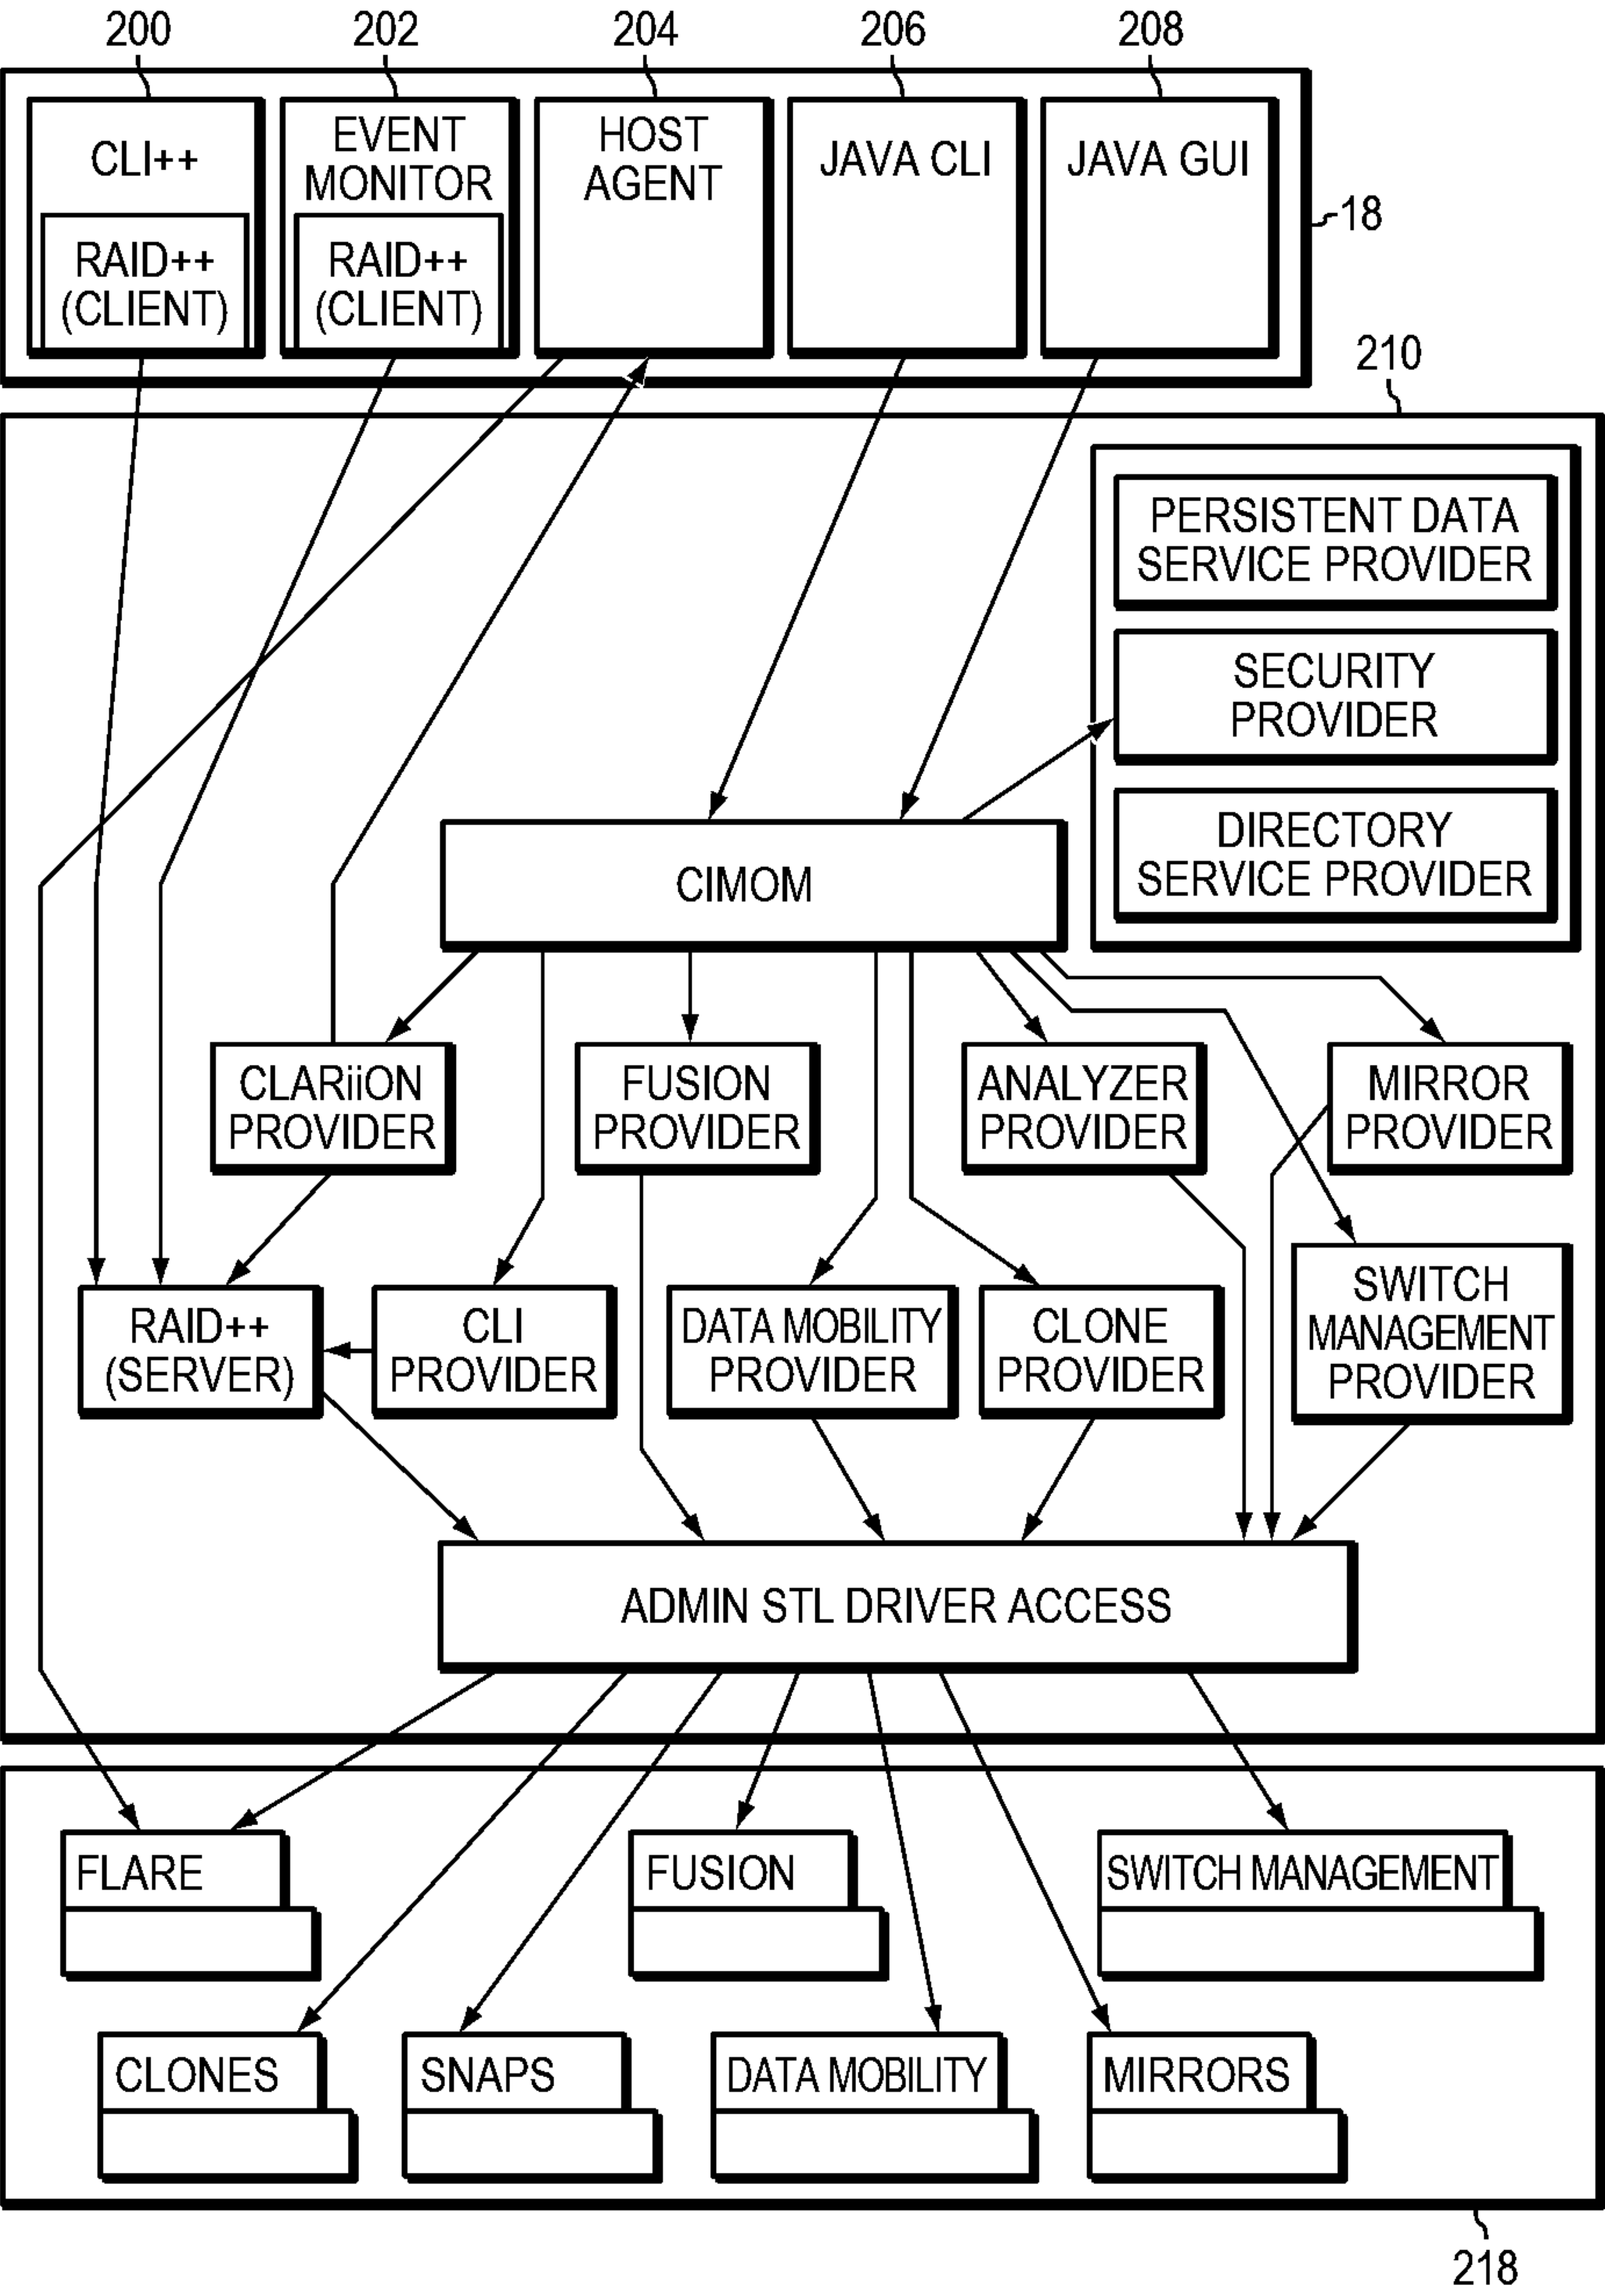 200
202
204
206
208
CLI++
RAID++
(CLIENT)
EVENT
MONITOR
RAID++
(CLIENT)
HOST
AGENT
JAVA CLI
JAVA GUI
18
210
PERSISTENT DATA
SERVICE PROVIDER
SECURITY
PROVIDER
DIRECTORY
SERVICE PROVIDER
CIMOM
CLARiiON
PROVIDER
FUSION
PROVIDER
ANALYZER
PROVIDER
MIRROR
PROVIDER
RAID++
(SERVER)
CLI
PROVIDER
DATA MOBILITY
PROVIDER
CLONE
PROVIDER
SWITCH
MANAGEMENT
PROVIDER
ADMIN STL DRIVER ACCESS
FLARE
FUSION
SWITCH MANAGEMENT
CLONES
SNAPS
DATA MOBILITY
MIRRORS
218